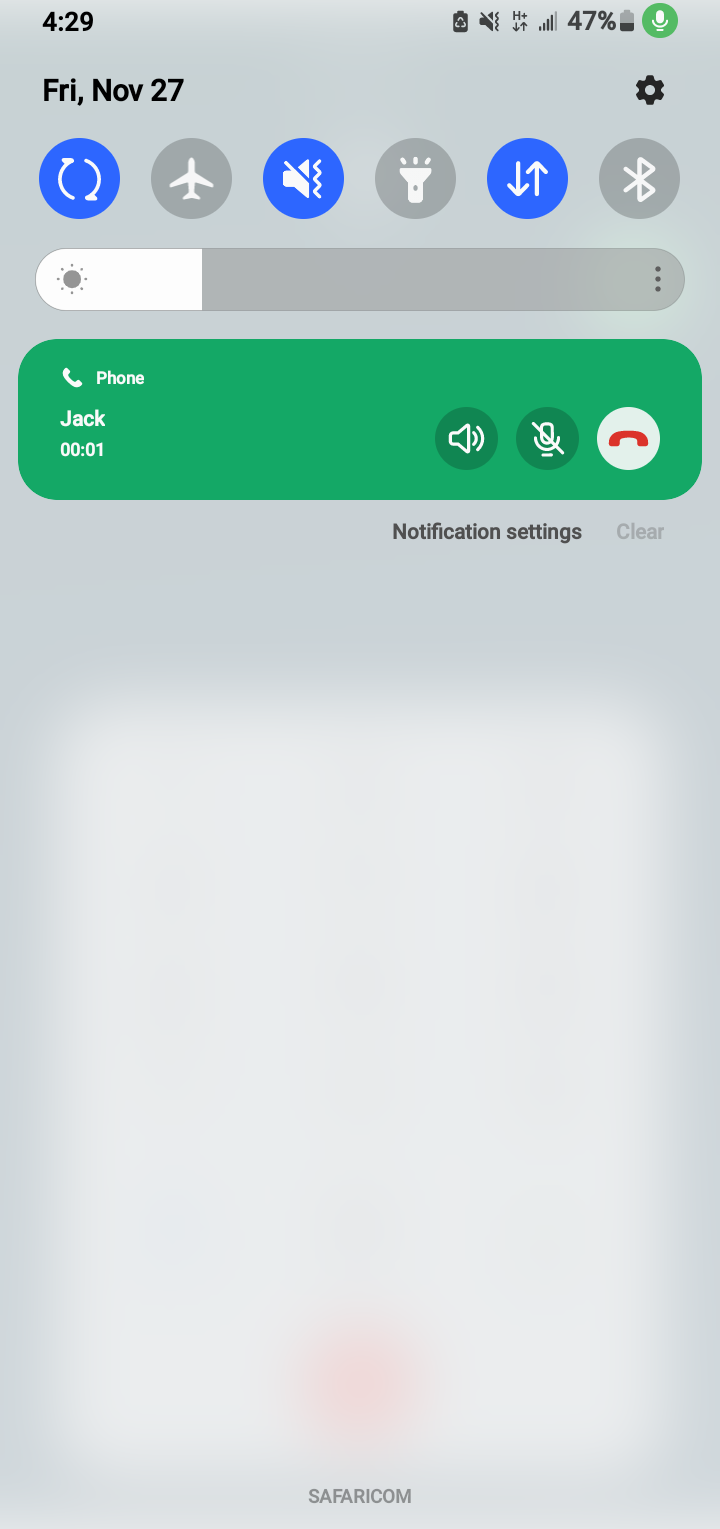 4:29
H+
47%
Fri, Nov 27
Phone
Jack
00:01
Notification settings
Clear
SAFARICOM